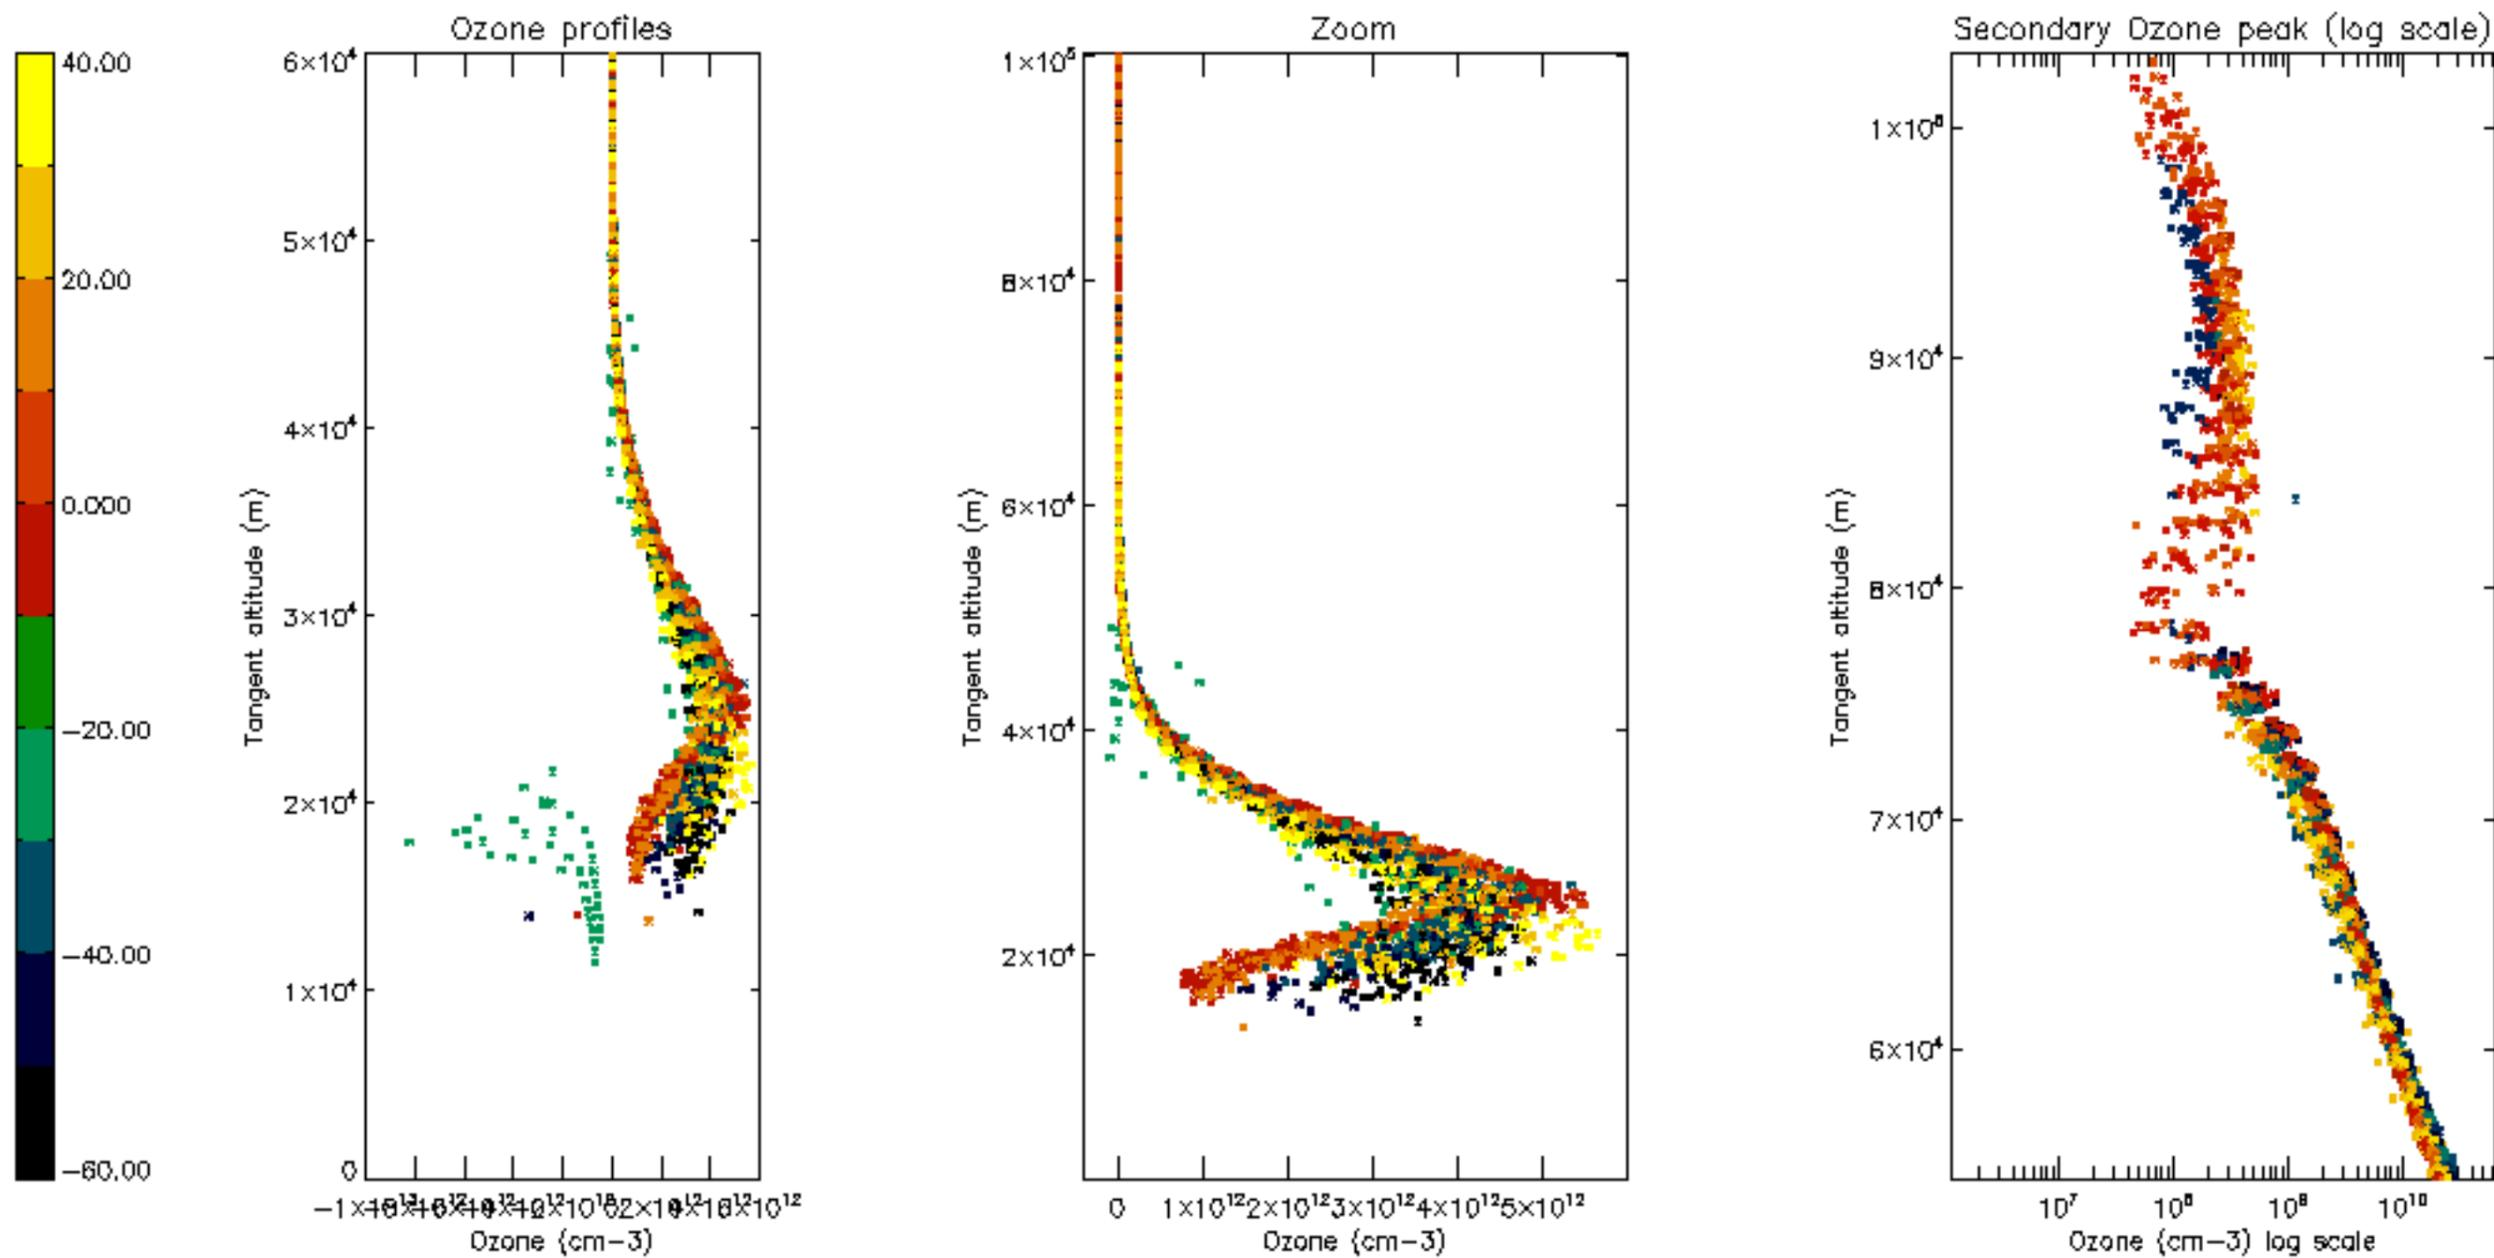 Ozone profiles
Zoom
Secondary Ozone peak (log scale)
40.00
20.00
0.000
−20.00
−40.00
−60.00
6×10⁴
5×10⁴
4×10⁴
3×10⁴
2×10⁴
1×10⁴
0
Tangent altitude (m)
Ozone (cm−3)
1×10⁵
8×10⁴
6×10⁴
4×10⁴
2×10⁴
Tangent altitude (m)
0 1×10¹² 2×10¹² 3×10¹² 4×10¹² 5×10¹²
Ozone (cm−3)
1×10⁵
9×10⁴
8×10⁴
7×10⁴
6×10⁴
Tangent altitude (m)
10⁷ 10⁸ 10⁹ 10¹⁰
Ozone (cm−3) log scale